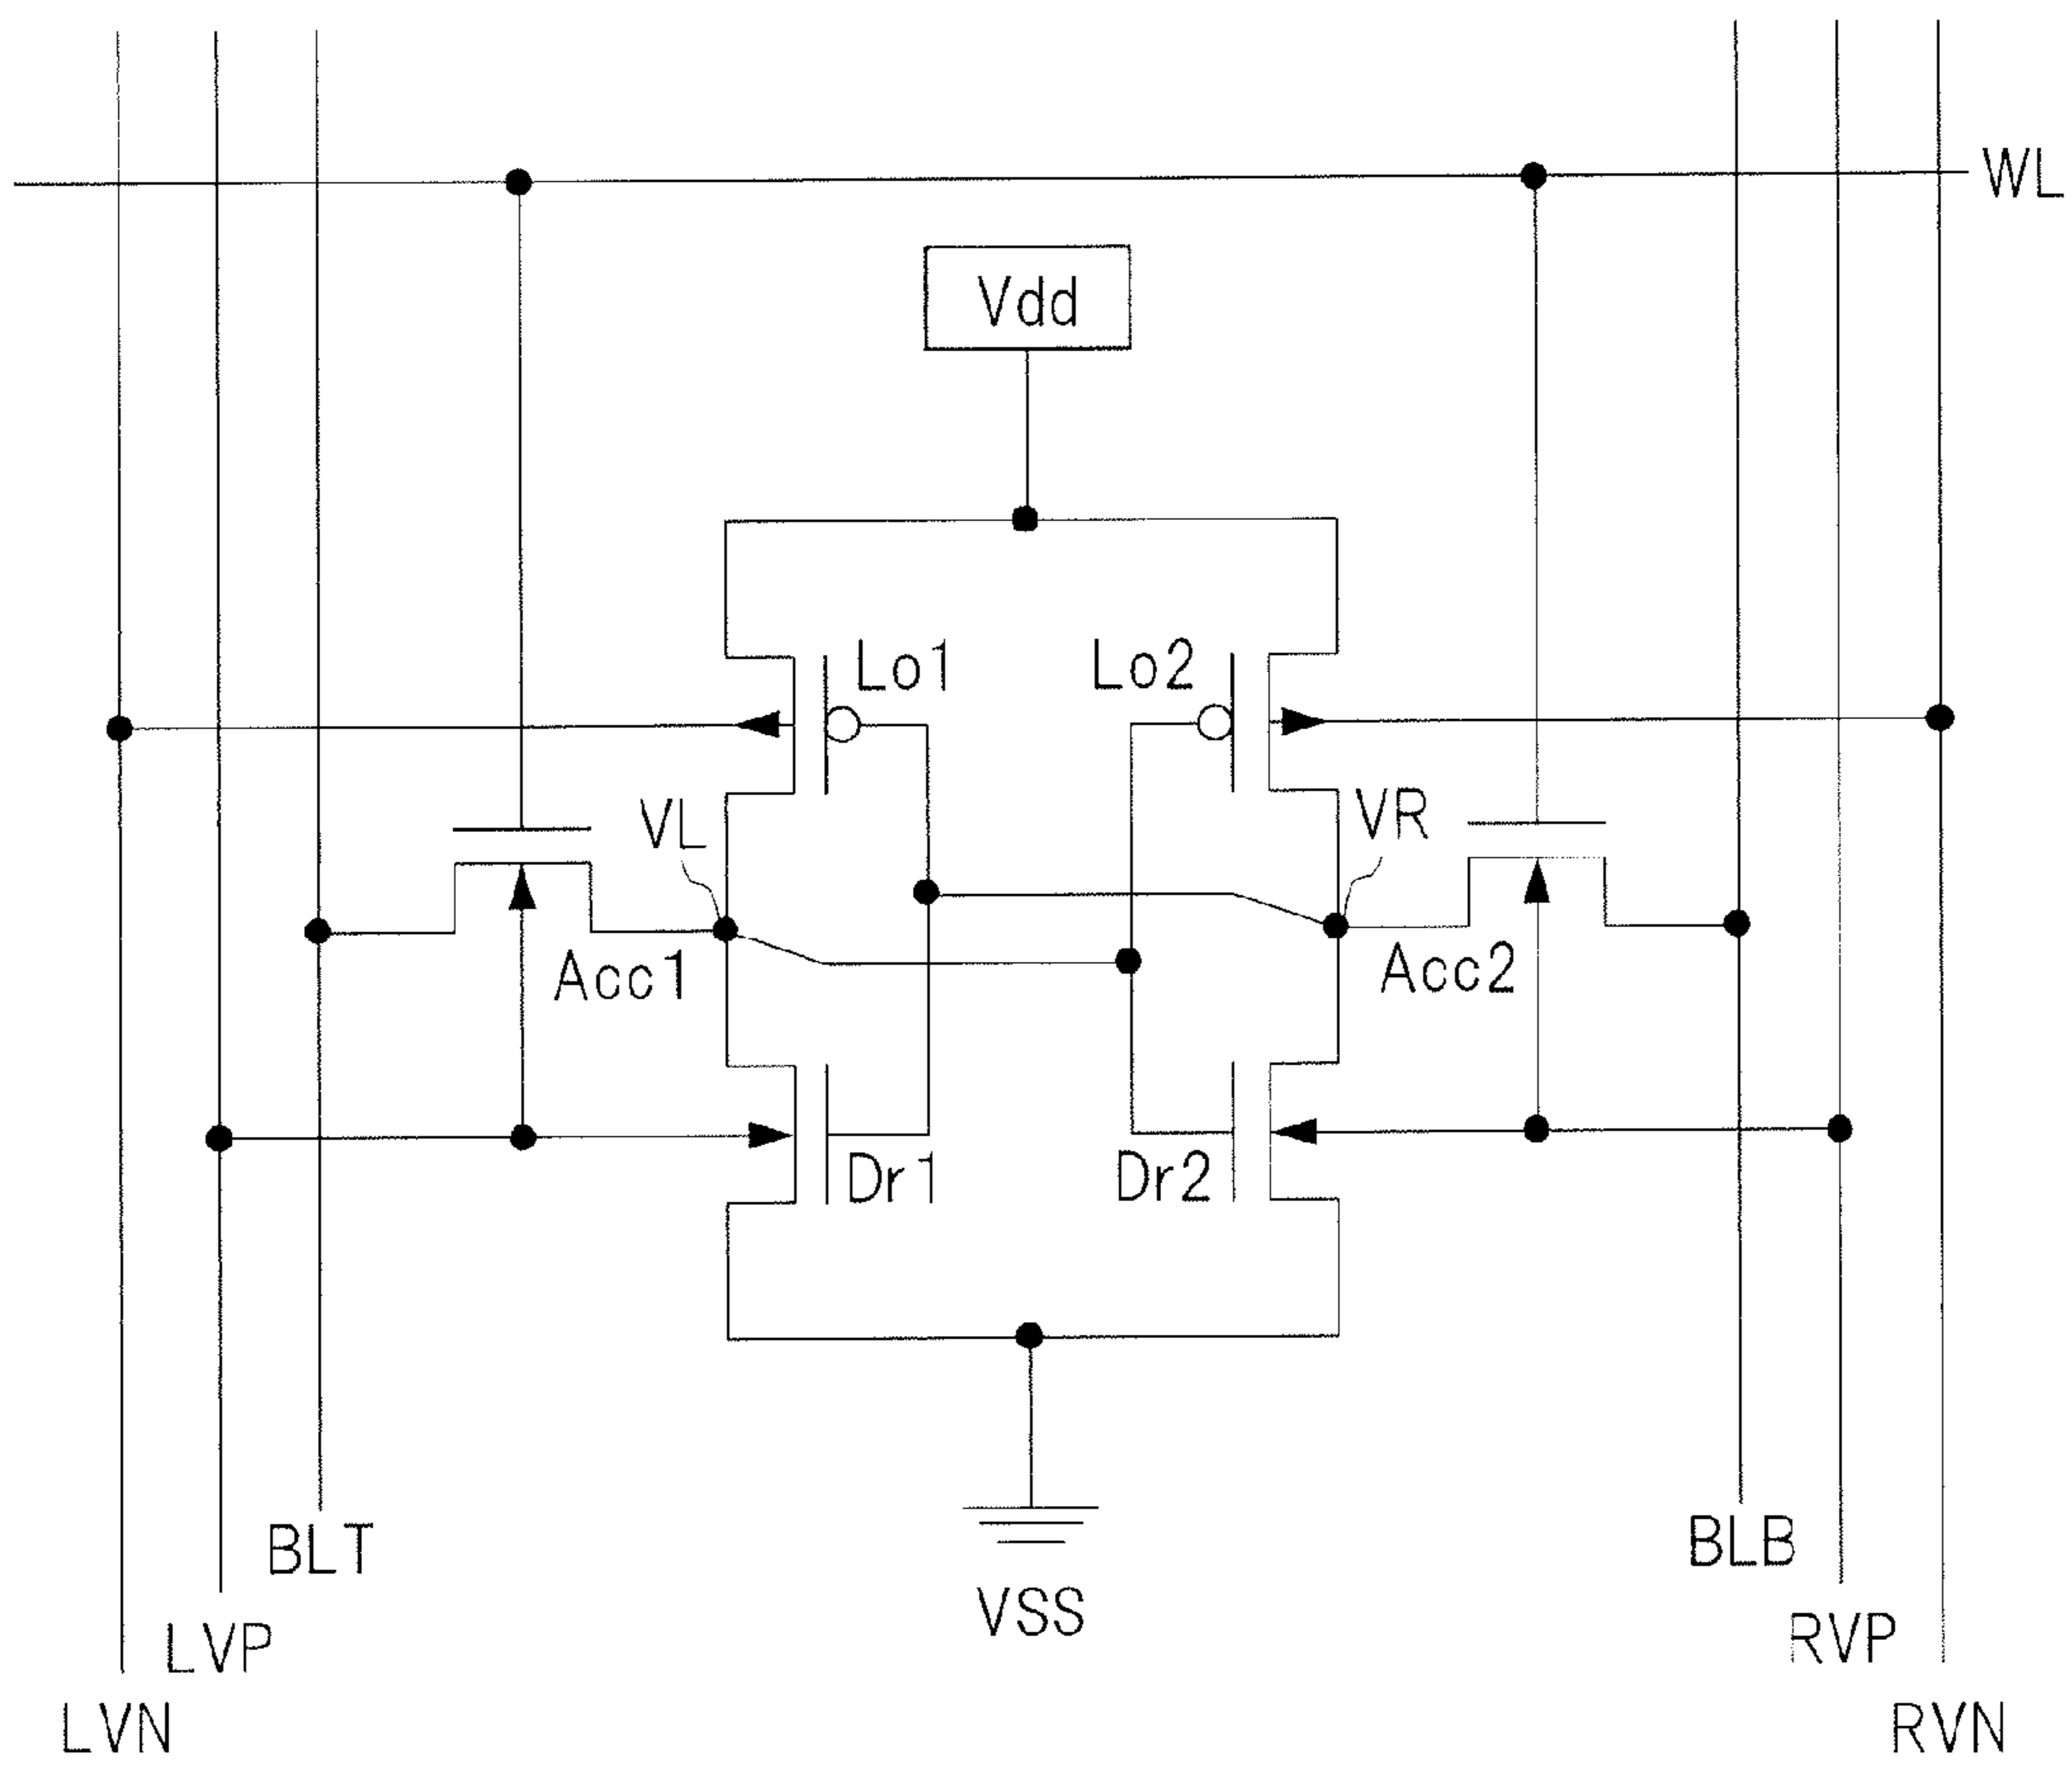 WL
Vdd
Lo1
Lo2
VL
VR
Acc1
Acc2
Dr1
Dr2
BLT
BLB
VSS
LVP
RVP
LVN
RVN